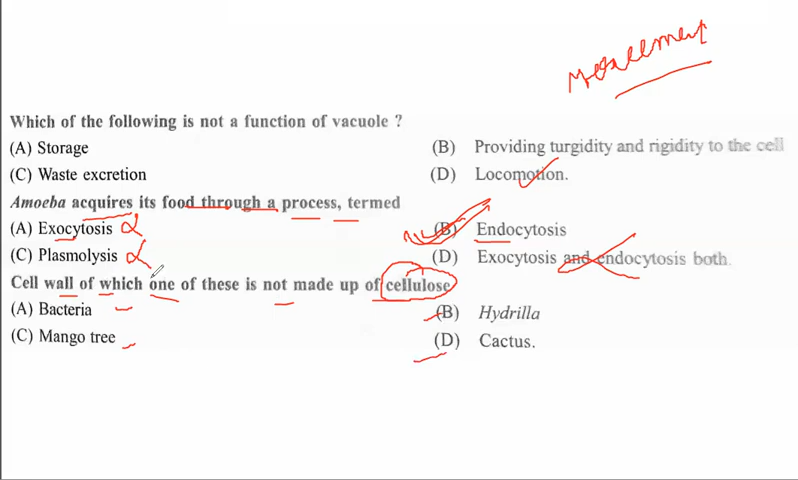 Movement
Which of the following is not a function of vacuole ?
(A) Storage (B) Providing turgidity and rigidity to the cell
(C) Waste excretion (D) Locomotion.
Amoeba acquires its food through a process, termed
(A) Exocytosis (B) Endocytosis
(C) Plasmolysis (D) Exocytosis and endocytosis both.
Cell wall of which one of these is not made up of cellulose
(A) Bacteria (B) Hydrilla
(C) Mango tree (D) Cactus.